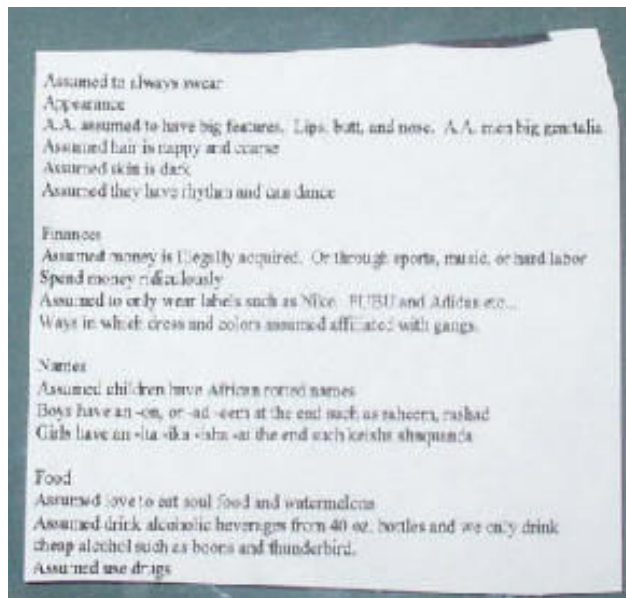 Assumed to always swear
Appearance
A.A. assumed to have big features. Lips, butt, and nose. A.A. men big genitalia
Assumed hair is nappy and coarse
Assumed skin is dark
Assumed they have rhythm and can dance
Finances
Assumed money is illegally acquired. Or through sports, music, or hard labor
Spend money ridiculously
Assumed to only wear labels such as Nike FUBU and Adidas etc...
Ways in which dress and colors assumed affiliated with gangs.
Names
Assumed children have African rooted names
Boys have an -on, or -ad -eem at the end such as raheem, rashad
Girls have an -ita -ika -isha -at the end such keisha shaquanda
Food
Assumed love to eat soul food and watermelons
Assumed drink alcoholic beverages from 40 oz. bottles and we only drink
cheap alcohol such as boons and thunderbird.
Assumed use drugs